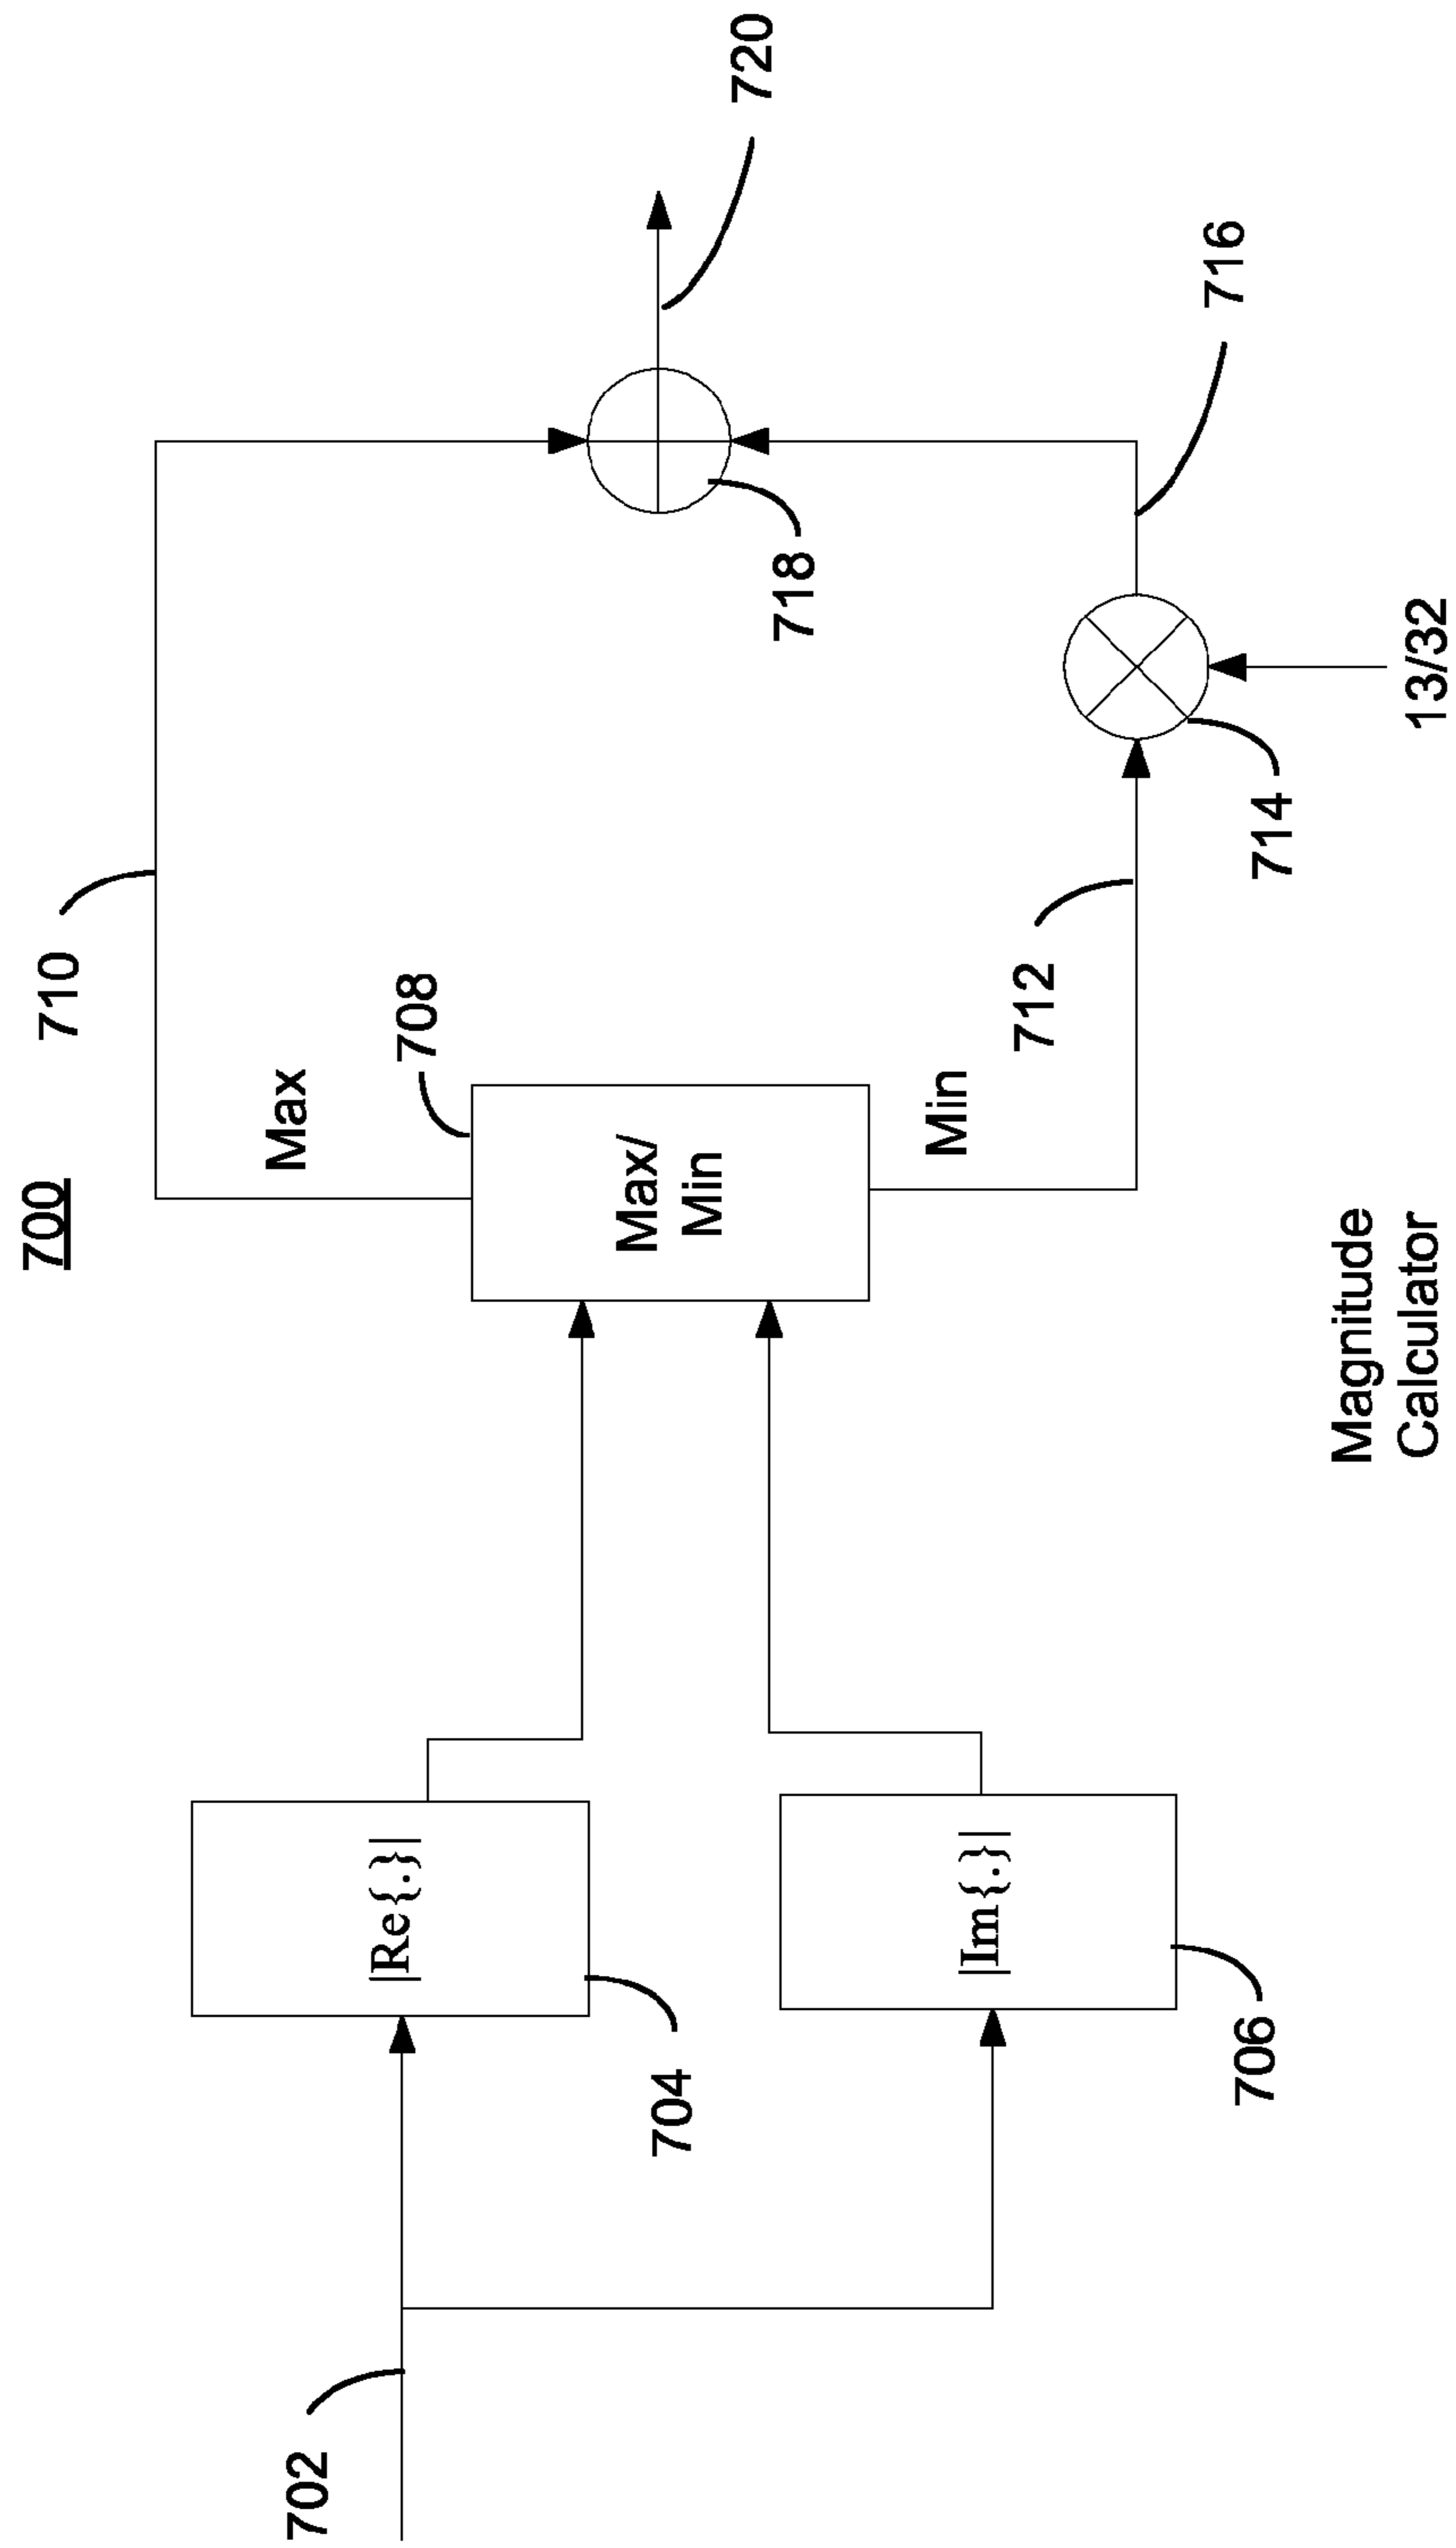 700
710
Max
708
720
Max/
Min
718
702
|Re{.}|
704
Min
712
716
|Im{.}|
706
714
13/32
Magnitude
Calculator